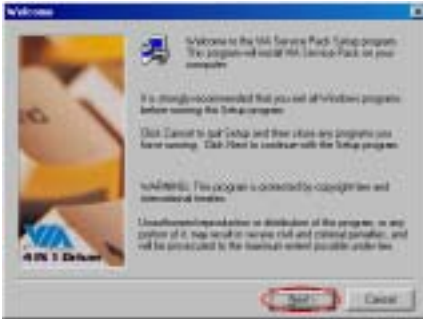 Welcome
Welcome to the VIA Service Pack Setup program.
This program will install VIA Service Pack on your
computer.
It is strongly recommended that you exit all Windows programs
before running this Setup program.
Click Cancel to quit Setup and then close any programs you
have running. Click Next to continue with the Setup program.
WARNING: This program is protected by copyright law and
international treaties.
Unauthorized reproduction or distribution of this program, or any
portion of it, may result in severe civil and criminal penalties, and
will be prosecuted to the maximum extent possible under law.
VIA
4 IN 1 Driver
Next >
Cancel